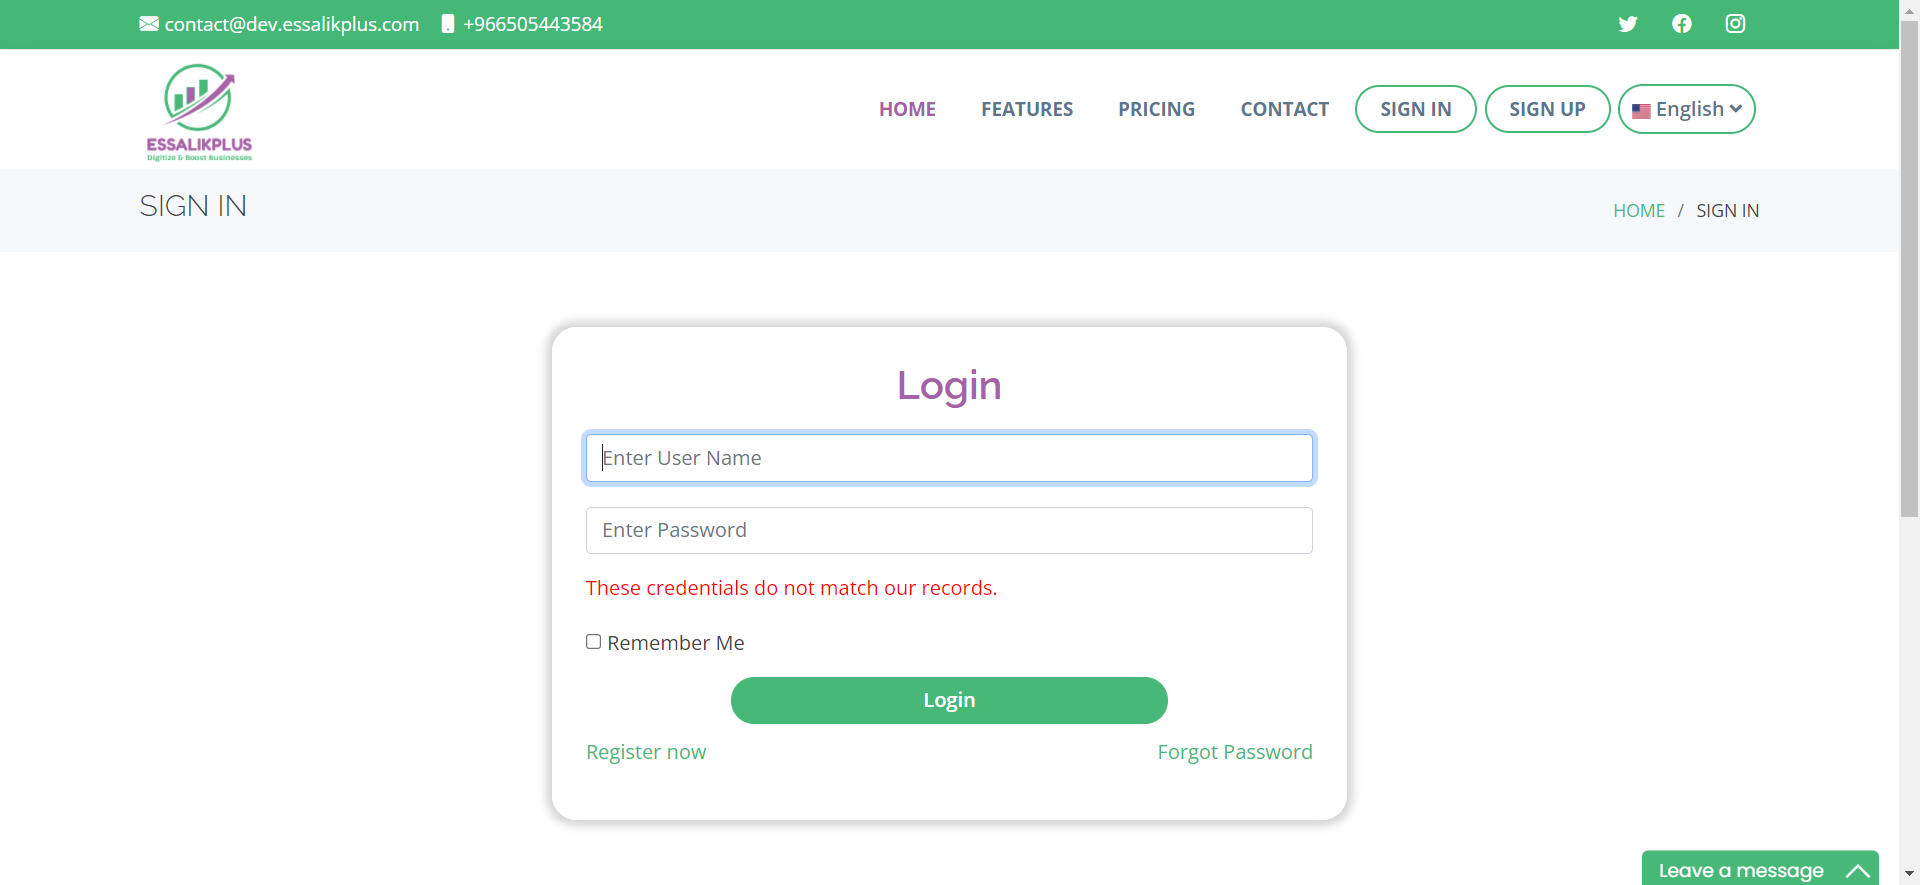 contact@dev.essalikplus.com +966505443584
ESSALIKPLUS
Digitize & Boost Businesses
HOME FEATURES PRICING CONTACT SIGN IN SIGN UP English
SIGN IN
HOME / SIGN IN
Login
Enter User Name
Enter Password
These credentials do not match our records.
Remember Me
Login
Register now Forgot Password
Leave a message